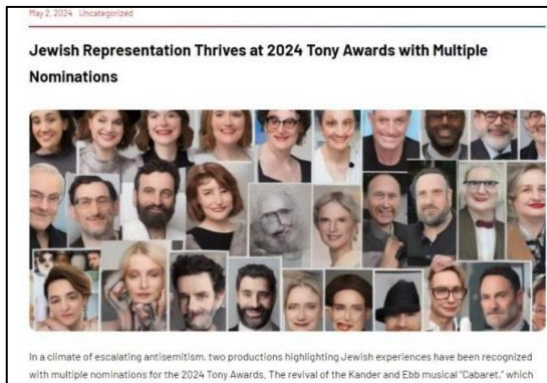 May 2, 2024 Uncategorized
Jewish Representation Thrives at 2024 Tony Awards with Multiple
Nominations
In a climate of escalating antisemitism, two productions highlighting Jewish experiences have been recognized
with multiple nominations for the 2024 Tony Awards. The revival of the Kander and Ebb musical "Cabaret," which